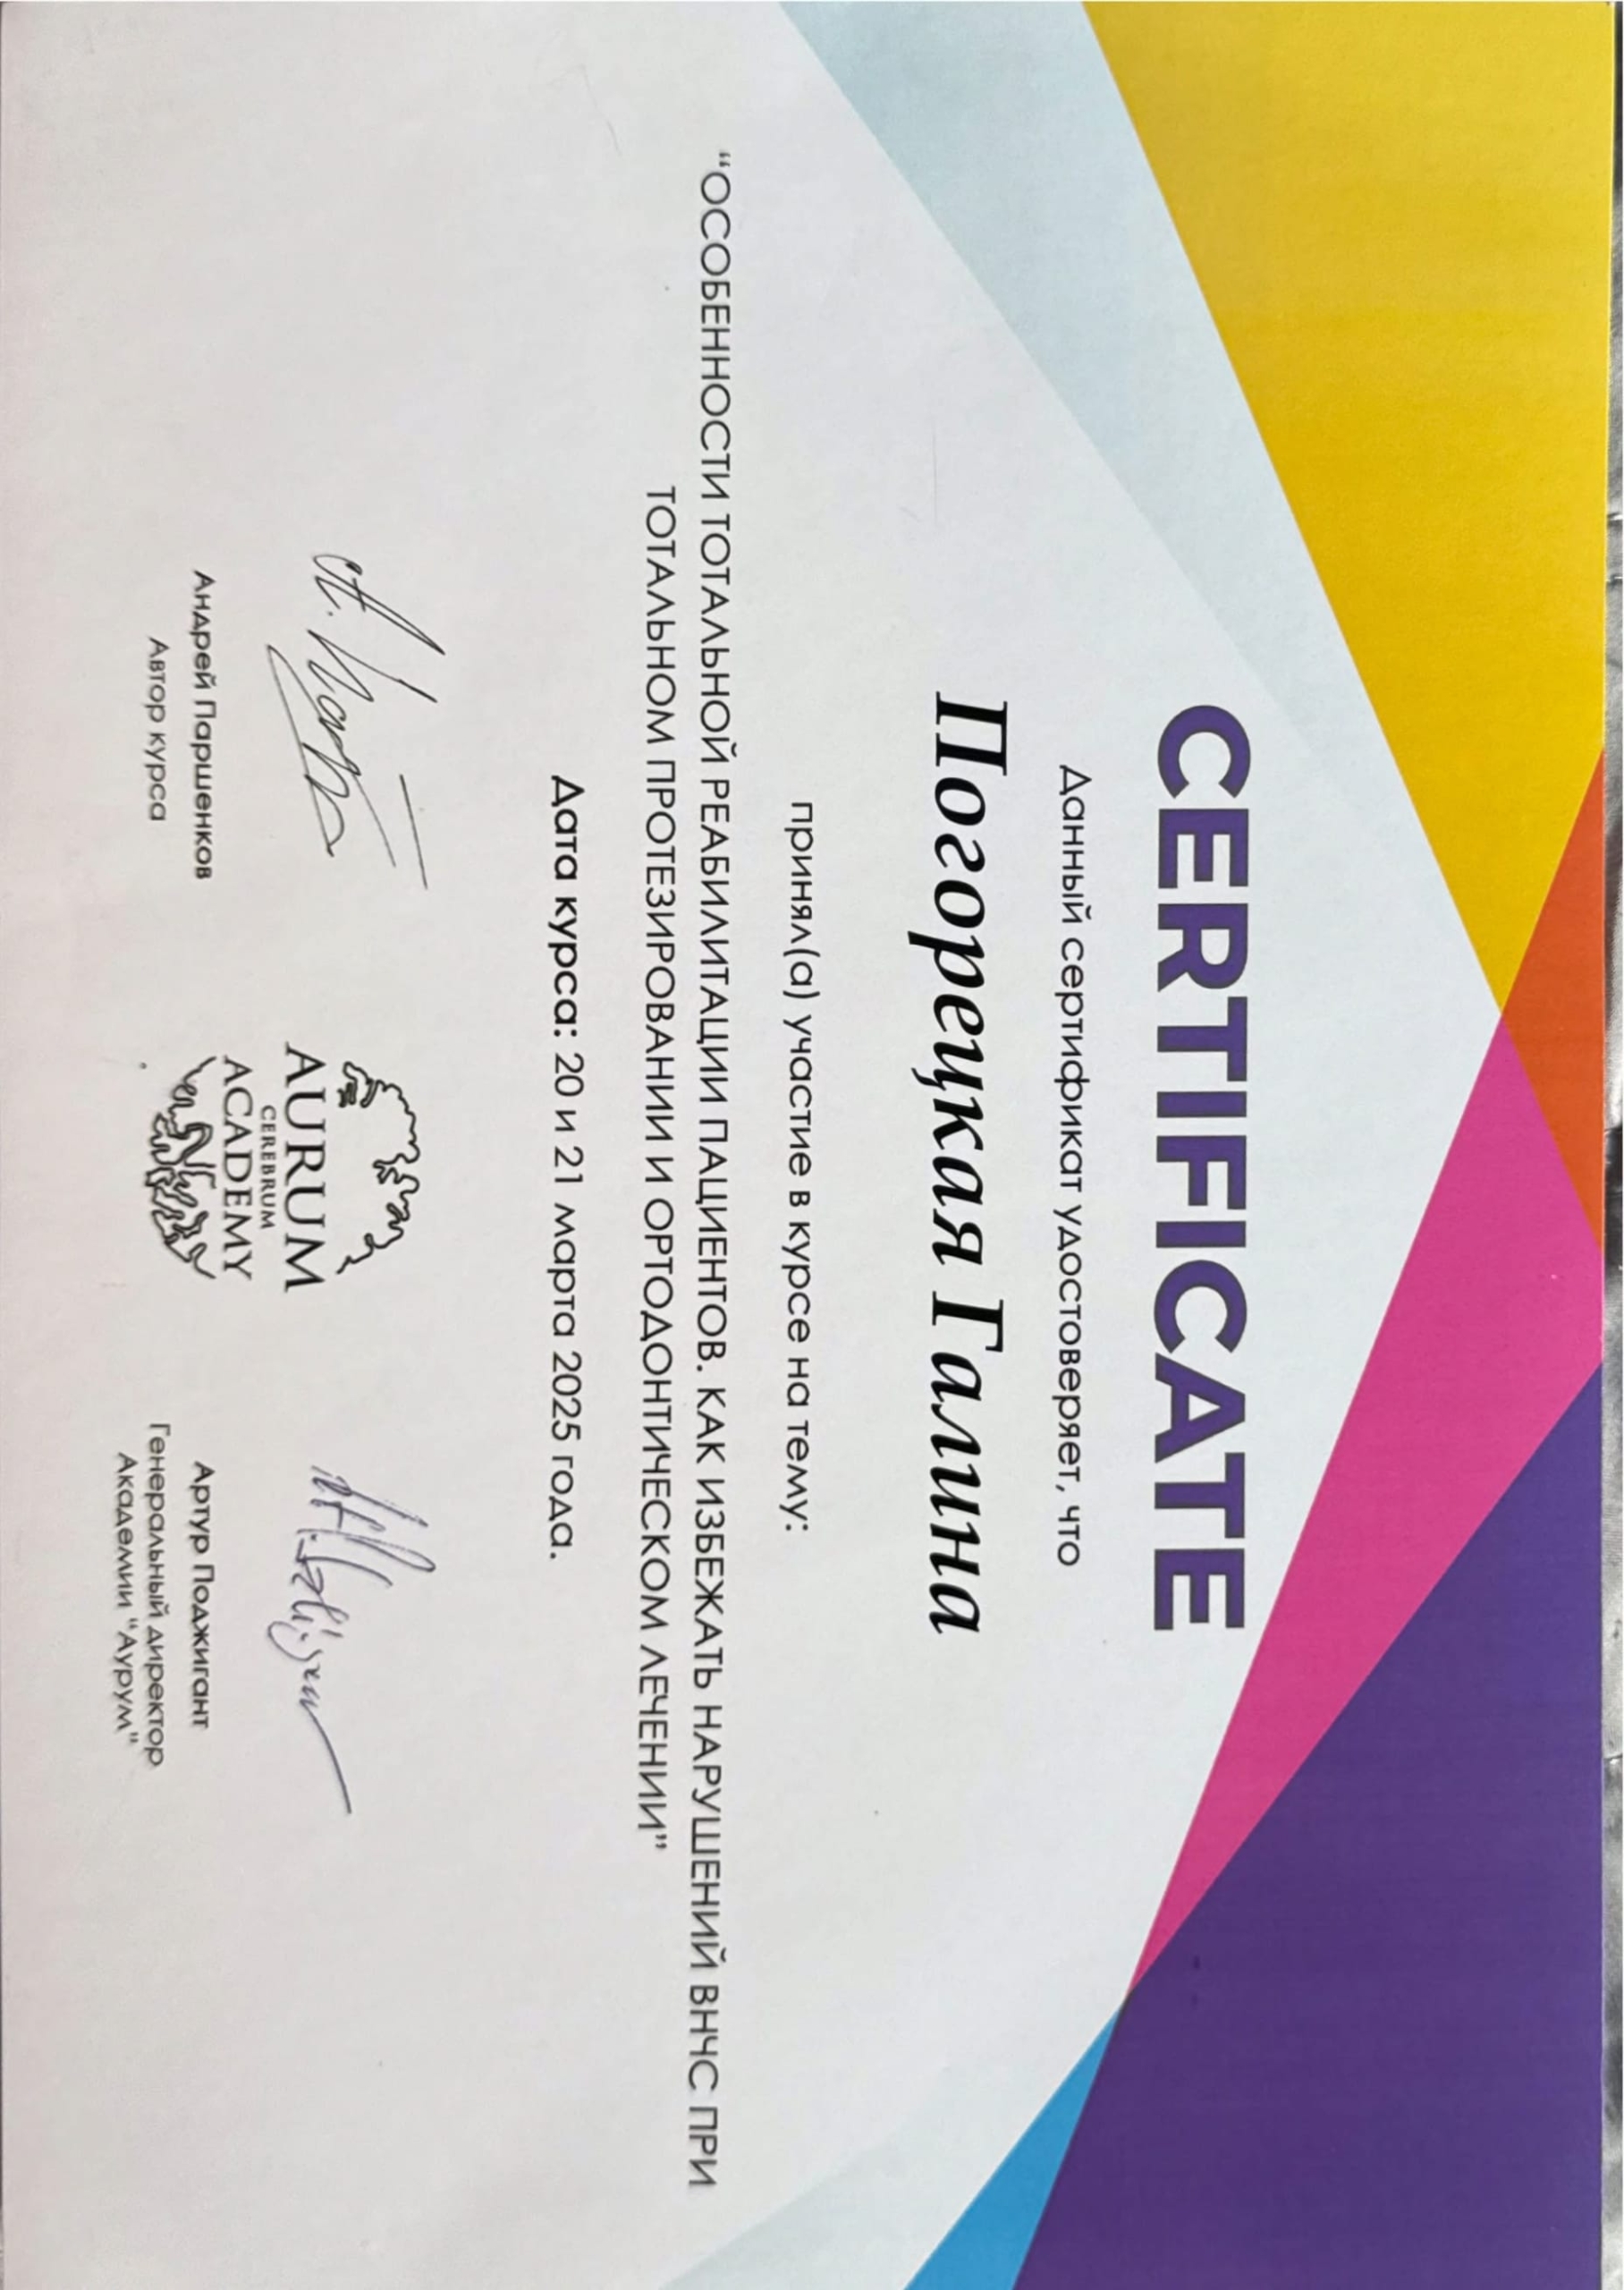 CERTIFICATE
Данный сертификат удостоверяет, что
Погорецкая Галина
принял(а) участие в курсе на тему:
“ОСОБЕННОСТИ ТОТАЛЬНОЙ РЕАБИЛИТАЦИИ ПАЦИЕНТОВ. КАК ИЗБЕЖАТЬ НАРУШЕНИЙ ВНЧС ПРИ
ТОТАЛЬНОМ ПРОТЕЗИРОВАНИИ И ОРТОДОНТИЧЕСКОМ ЛЕЧЕНИИ”
Дата курса: 20 и 21 марта 2025 года.
Андрей Паршенков
Автор курса
AURUM
CEREBRUM
ACADEMY
Артур Поджигант
Генеральный директор
Академии "Аурум"